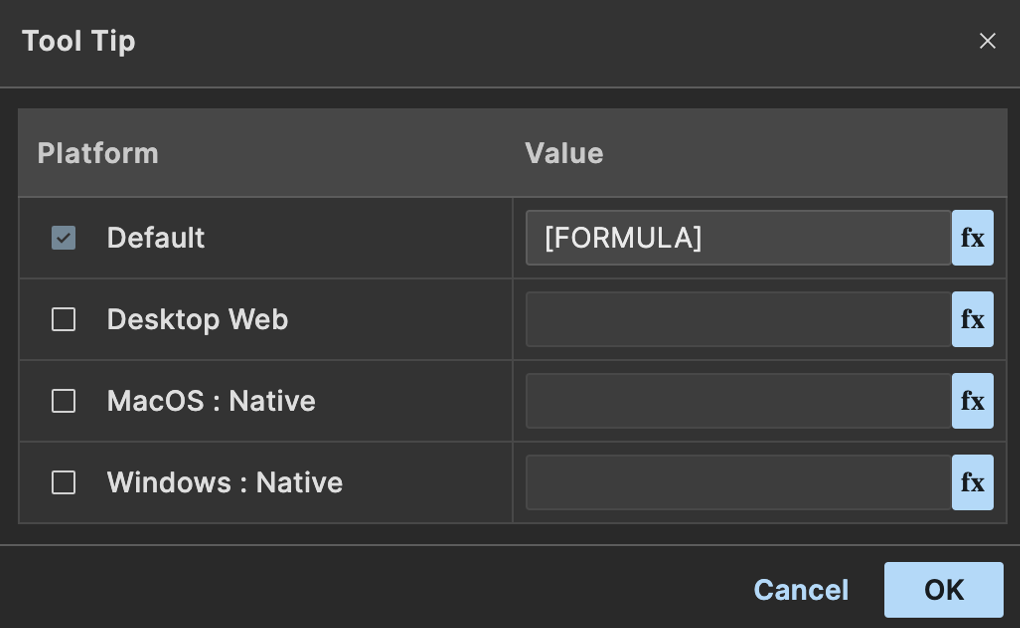 Tool Tip
Platform Value
Default [FORMULA] fx
Desktop Web fx
MacOS : Native fx
Windows : Native fx
Cancel OK